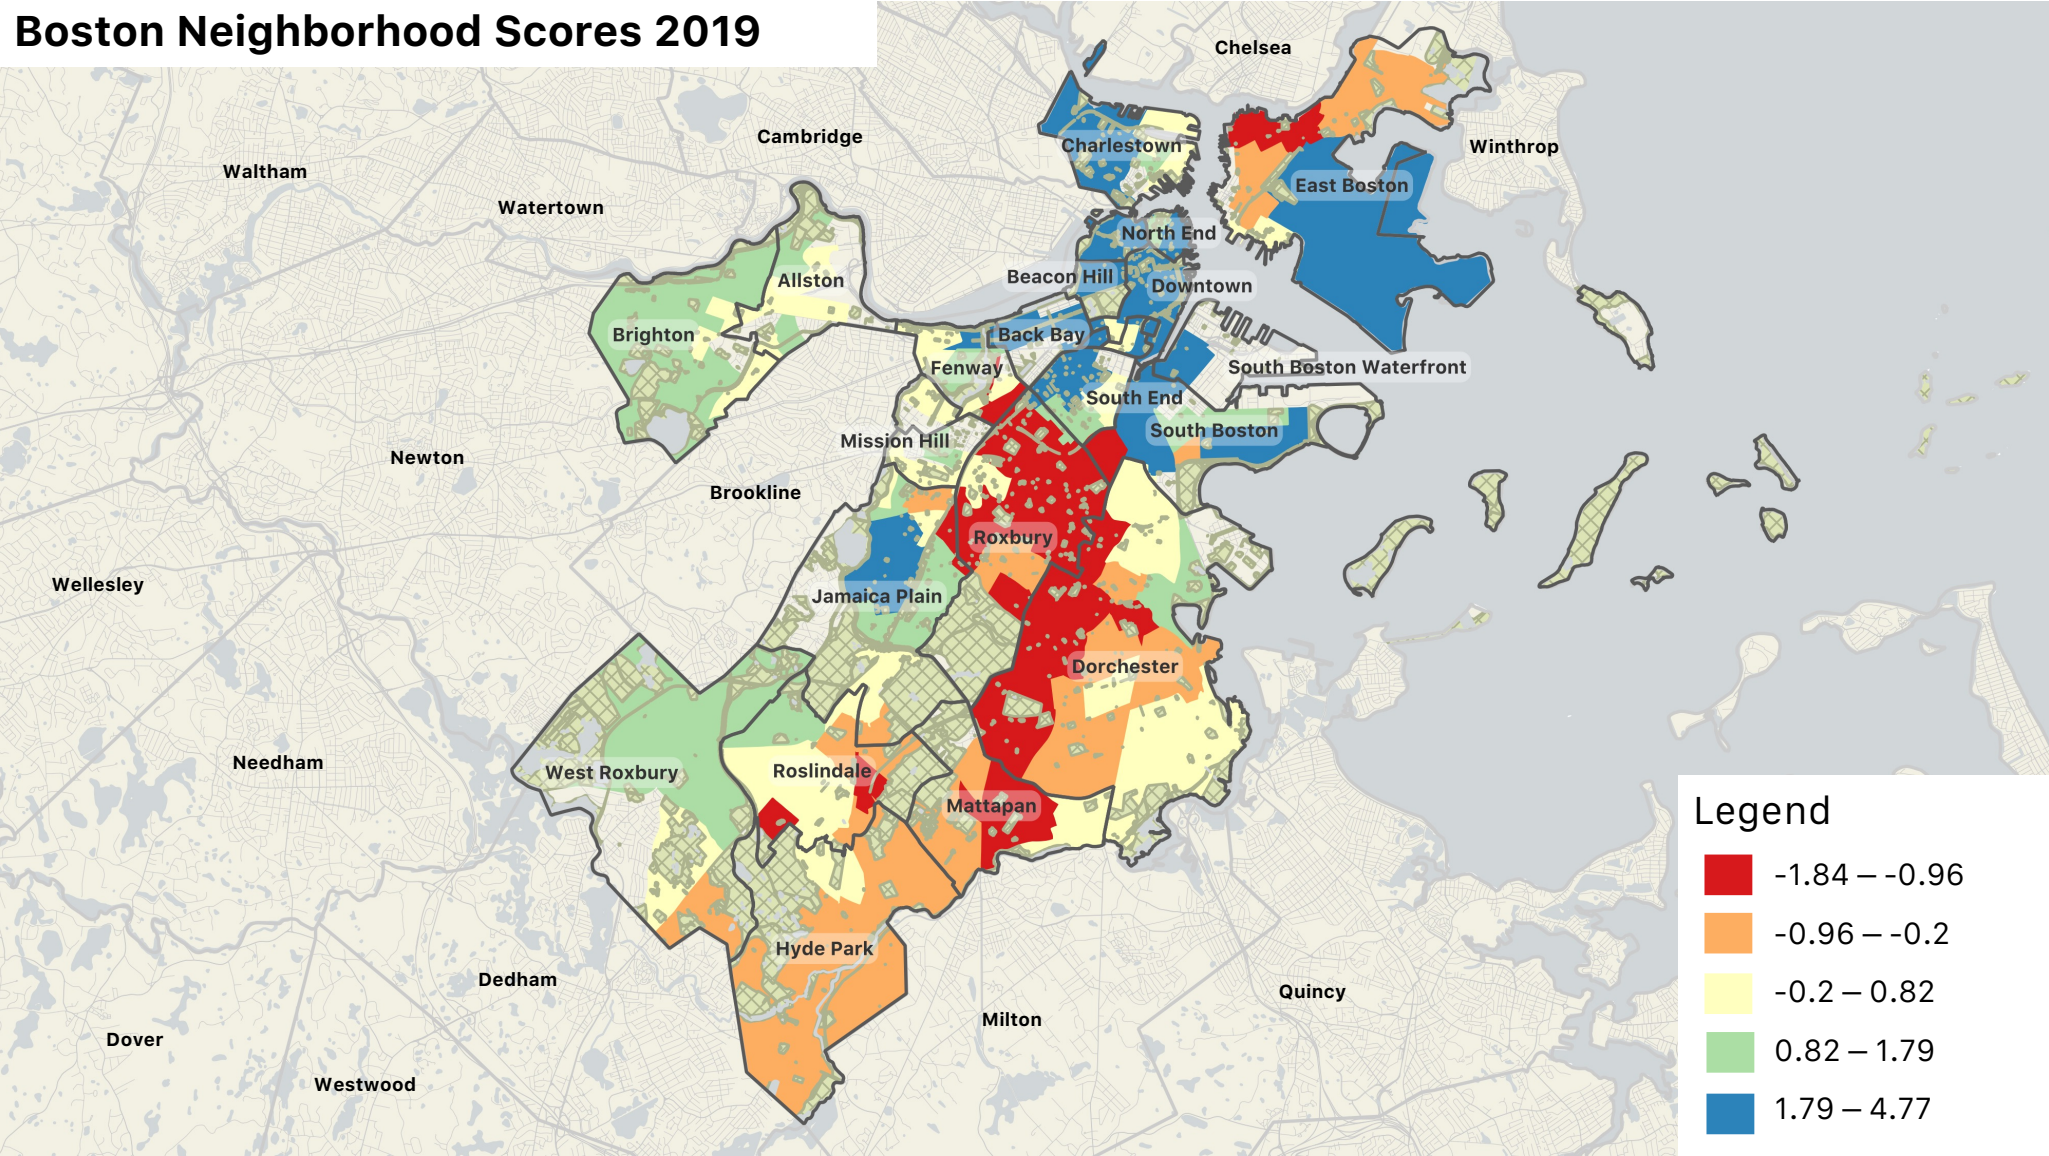 Boston Neighborhood Scores 2019
Chelsea
Cambridge
Charlestown
Winthrop
Waltham
East Boston
Watertown
North End
Beacon Hill
Allston
Downtown
Brighton
Back Bay
Fenway
South Boston Waterfront
South End
South Boston
Mission Hill
Newton
Brookline
Roxbury
Wellesley
Jamaica Plain
Dorchester
Needham
West Roxbury
Roslindale
Mattapan
Hyde Park
Dedham
Quincy
Milton
Dover
Westwood
Legend
-1.84 – -0.96
-0.96 – -0.2
-0.2 – 0.82
0.82 – 1.79
1.79 – 4.77